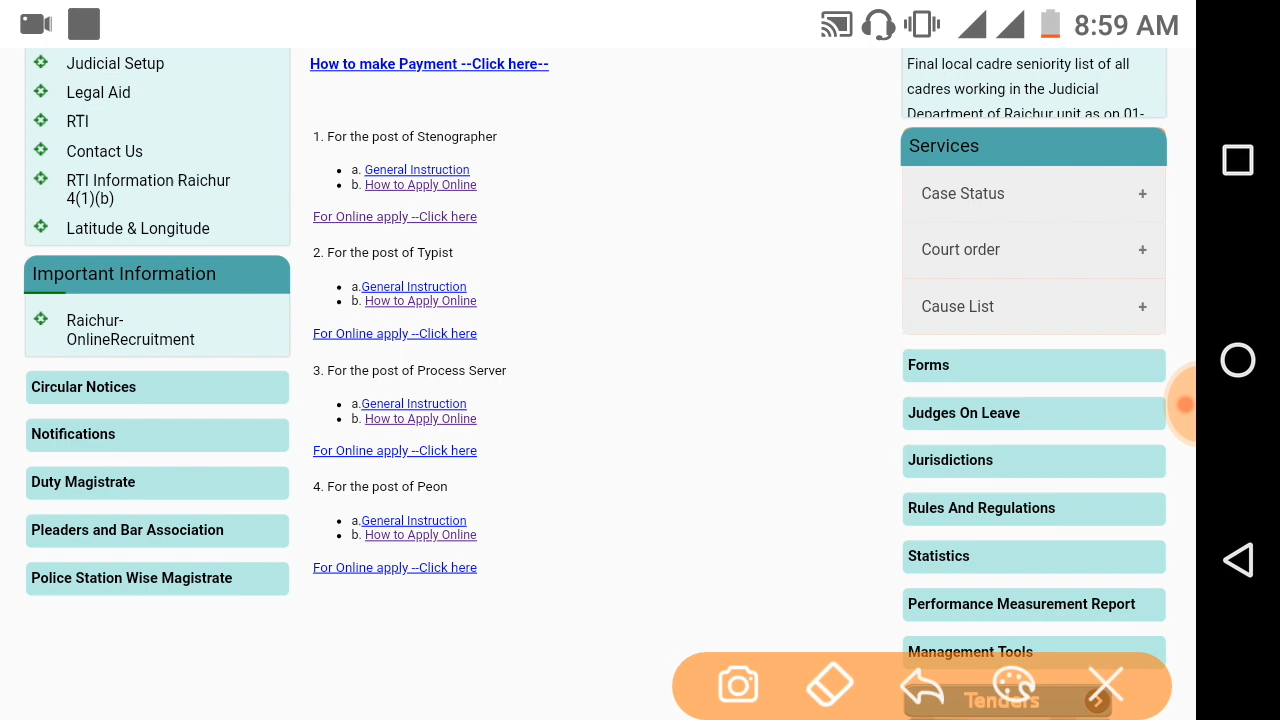 8:59 AM
Judicial Setup
Legal Aid
RTI
Contact Us
RTI Information Raichur
4(1)(b)
Latitude & Longitude
Important Information
Raichur-
OnlineRecruitment
Circular Notices
Notifications
Duty Magistrate
Pleaders and Bar Association
Police Station Wise Magistrate
How to make Payment --Click here--
1. For the post of Stenographer
a. General Instruction
b. How to Apply Online
For Online apply --Click here
2. For the post of Typist
a.General Instruction
b. How to Apply Online
For Online apply --Click here
3. For the post of Process Server
a.General Instruction
b. How to Apply Online
For Online apply --Click here
4. For the post of Peon
a.General Instruction
b. How to Apply Online
For Online apply --Click here
Final local cadre seniority list of all
cadres working in the Judicial
Department of Raichur unit as on 01-
Services
Case Status +
Court order +
Cause List +
Forms
Judges On Leave
Jurisdictions
Rules And Regulations
Statistics
Performance Measurement Report
Management Tools
Tenders